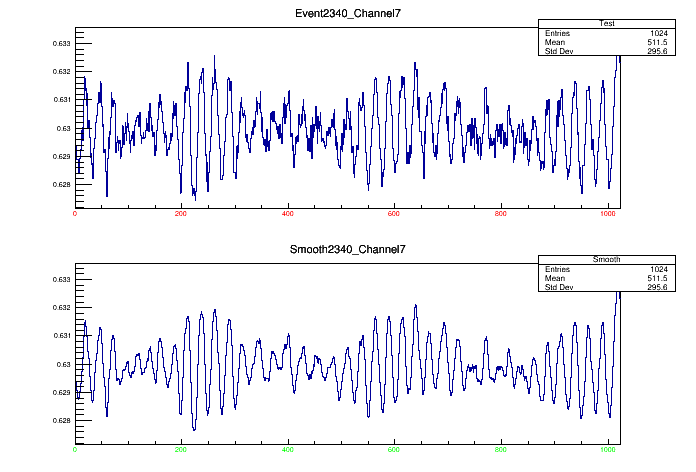 Event2340_Channel7
Test
Entries 1024
Mean 511.5
Std Dev 295.6
0.633
0.632
0.631
0.63
0.629
0.628
0 200 400 600 800 1000
Smooth2340_Channel7
Smooth
Entries 1024
Mean 511.5
Std Dev 295.6
0.633
0.632
0.631
0.63
0.629
0.628
0 200 400 600 800 1000